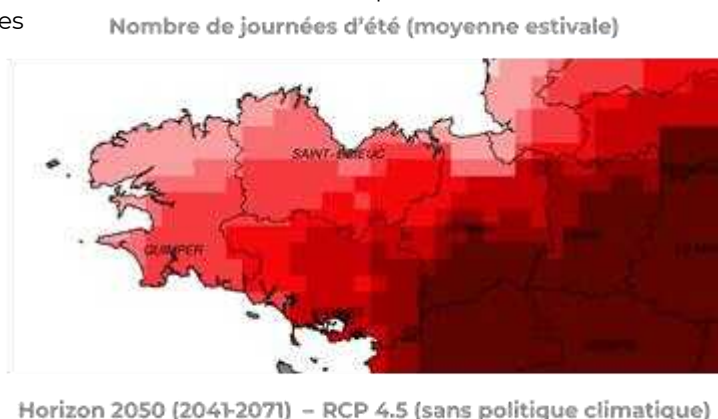 es
Nombre de journées d'été (moyenne estivale)
SAINT-BRIEUC
QUIMPER
Horizon 2050 (2041-2071) – RCP 4.5 (sans politique climatique)